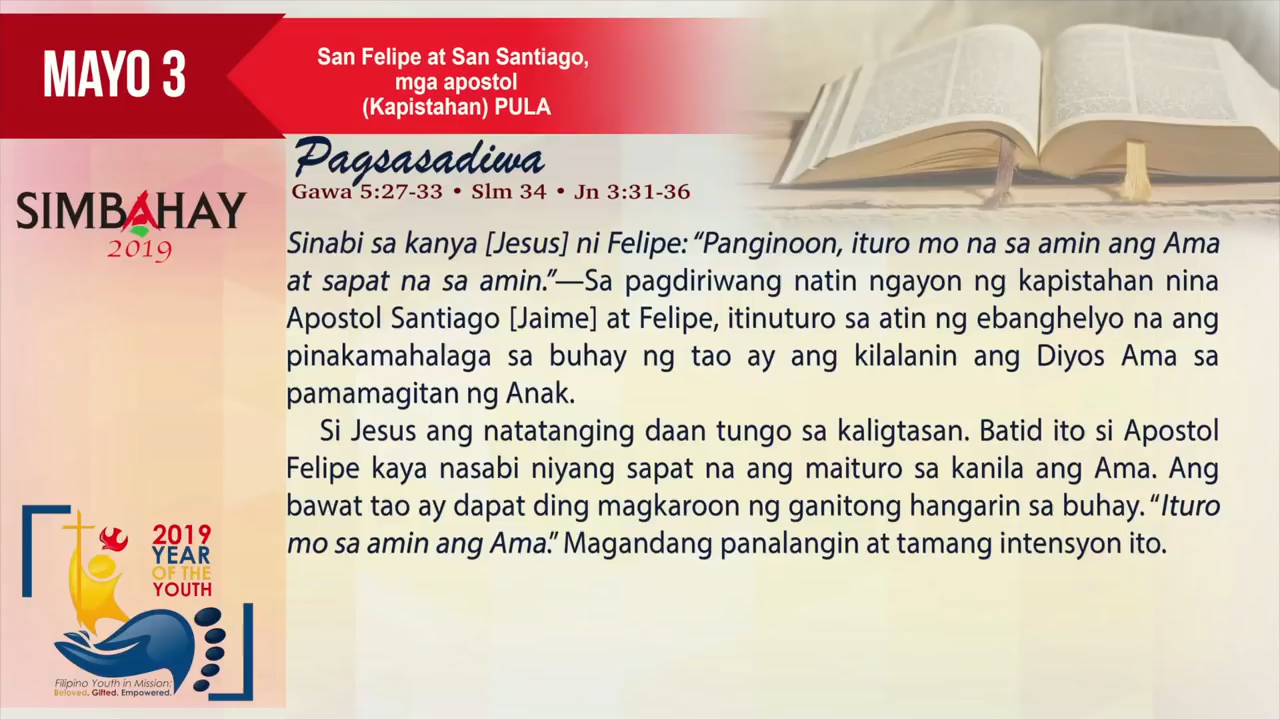 MAYO 3
San Felipe at San Santiago,
mga apostol
(Kapistahan) PULA
Pagsasadiwa
Gawa 5:27-33 • Slm 34 • Jn 3:31-36
SIMBAHAY
2019
Sinabi sa kanya [Jesus] ni Felipe: “Panginoon, ituro mo na sa amin ang Ama
at sapat na sa amin.”—Sa pagdiriwang natin ngayon ng kapistahan nina
Apostol Santiago [Jaime] at Felipe, itinuturo sa atin ng ebanghelyo na ang
pinakamahalaga sa buhay ng tao ay ang kilalanin ang Diyos Ama sa
pamamagitan ng Anak.
Si Jesus ang natatanging daan tungo sa kaligtasan. Batid ito si Apostol
Felipe kaya nasabi niyang sapat na ang maituro sa kanila ang Ama. Ang
bawat tao ay dapat ding magkaroon ng ganitong hangarin sa buhay. “Ituro
mo sa amin ang Ama.” Magandang panalangin at tamang intensyon ito.
2019
YEAR
OF THE
YOUTH
Filipino Youth in Mission:
Beloved. Gifted. Empowered.